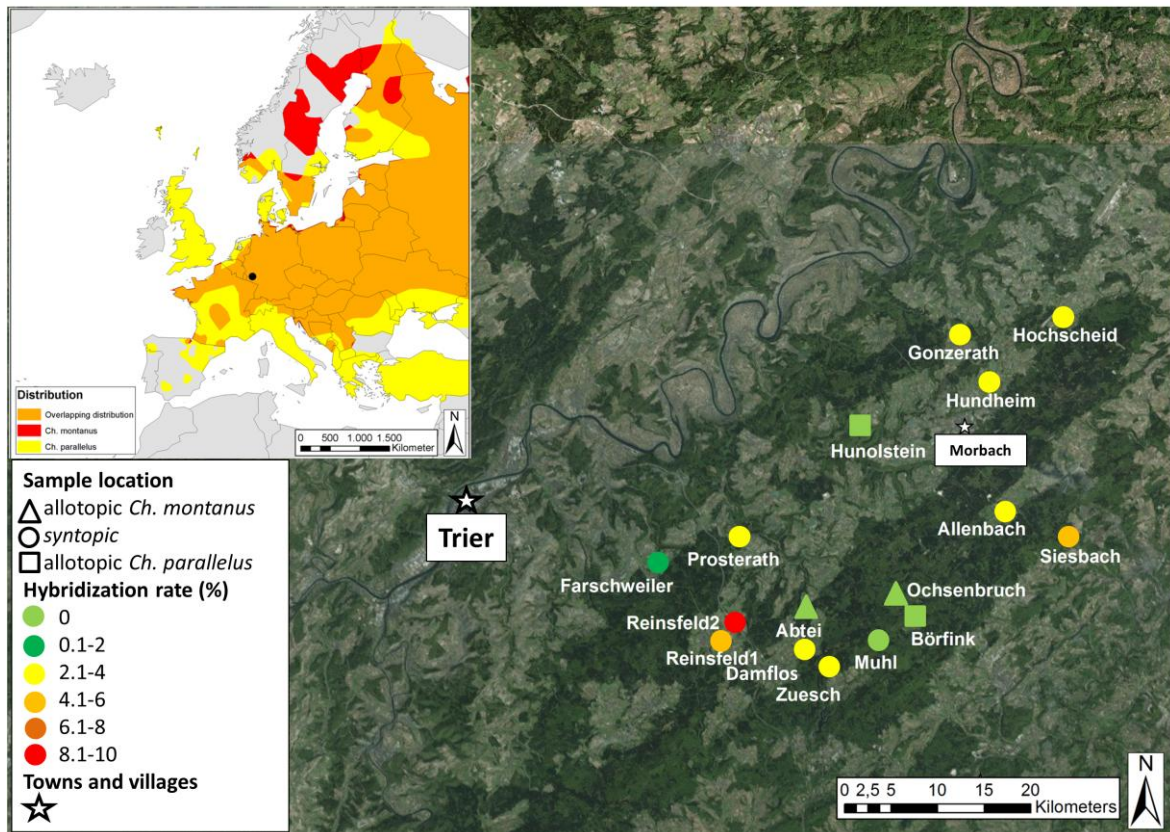 N
Distribution
Overlapping distribution
Ch. montanus
Ch. parallelus
0 500 1.000 1.500
Kilometer
Sample location
allotopic Ch. montanus
syntopic
allotopic Ch. parallelus
Hybridization rate (%)
0
0.1-2
2.1-4
4.1-6
6.1-8
8.1-10
Towns and villages
Hochscheid
Gonzerath
Hundheim
Hunolstein
Morbach
Trier
Allenbach
Siesbach
Prosterath
Farschweiler
Ochsenbruch
Reinsfeld2
Abtei
Börfink
Reinsfeld1
Muhl
Damflos
Zuesch
0 2,5 5 10 15 20
Kilometers
N